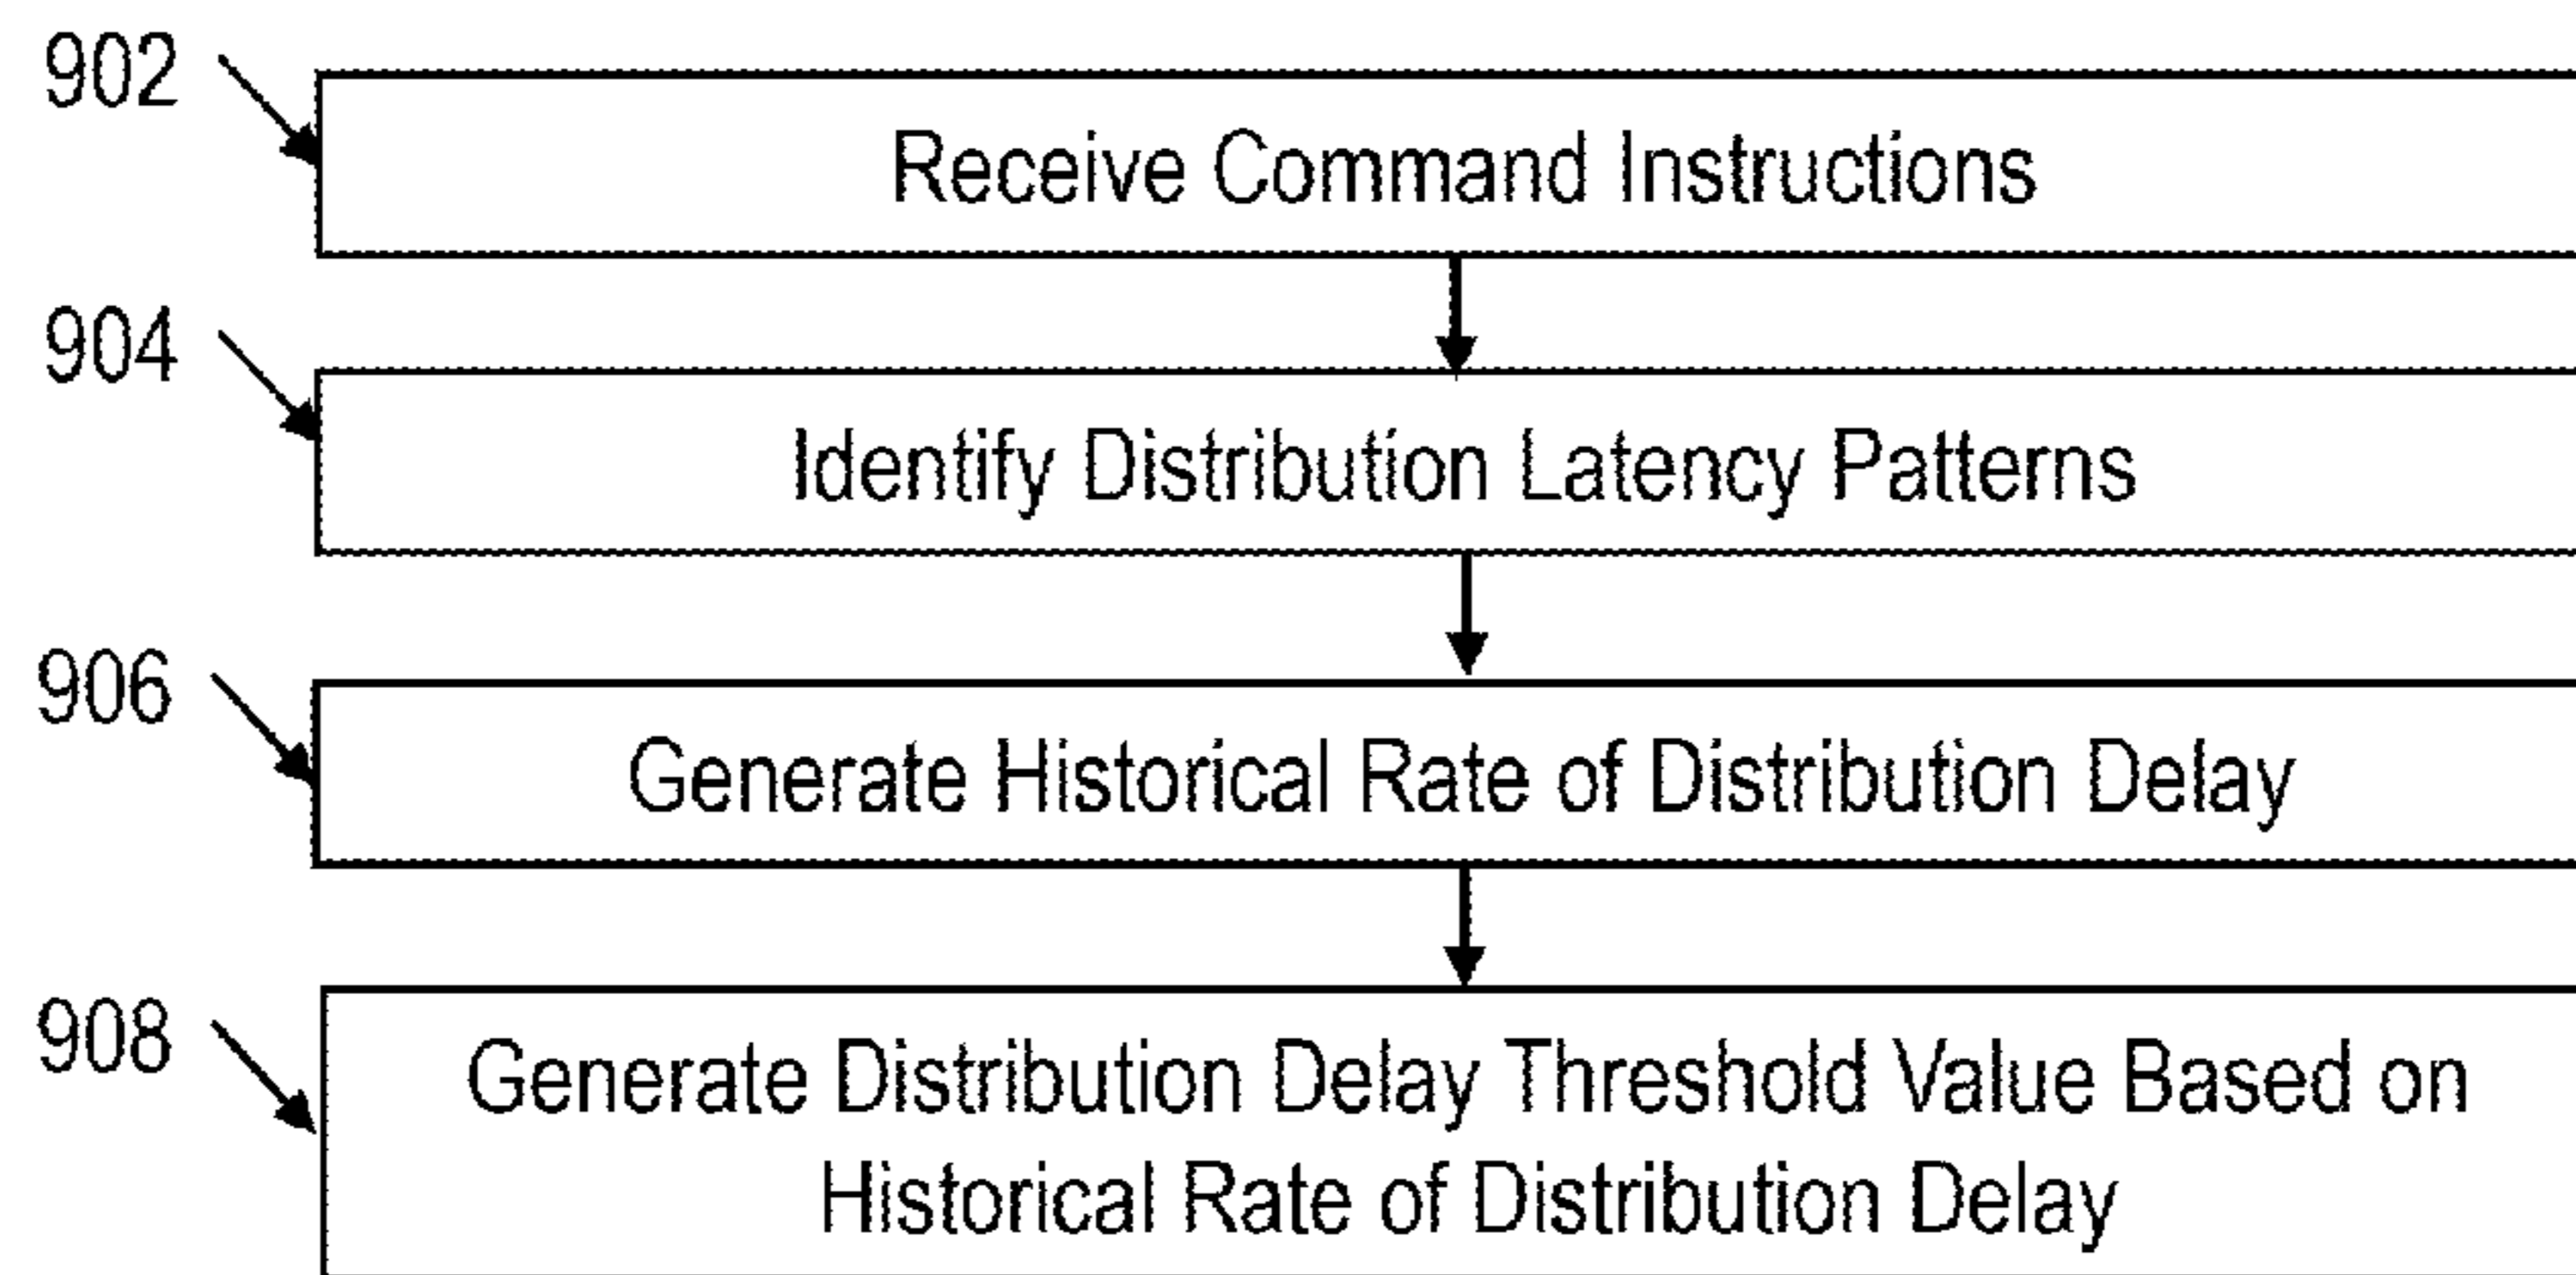 902
Receive Command Instructions
904
Identify Distribution Latency Patterns
906
Generate Historical Rate of Distribution Delay
908
Generate Distribution Delay Threshold Value Based on
Historical Rate of Distribution Delay